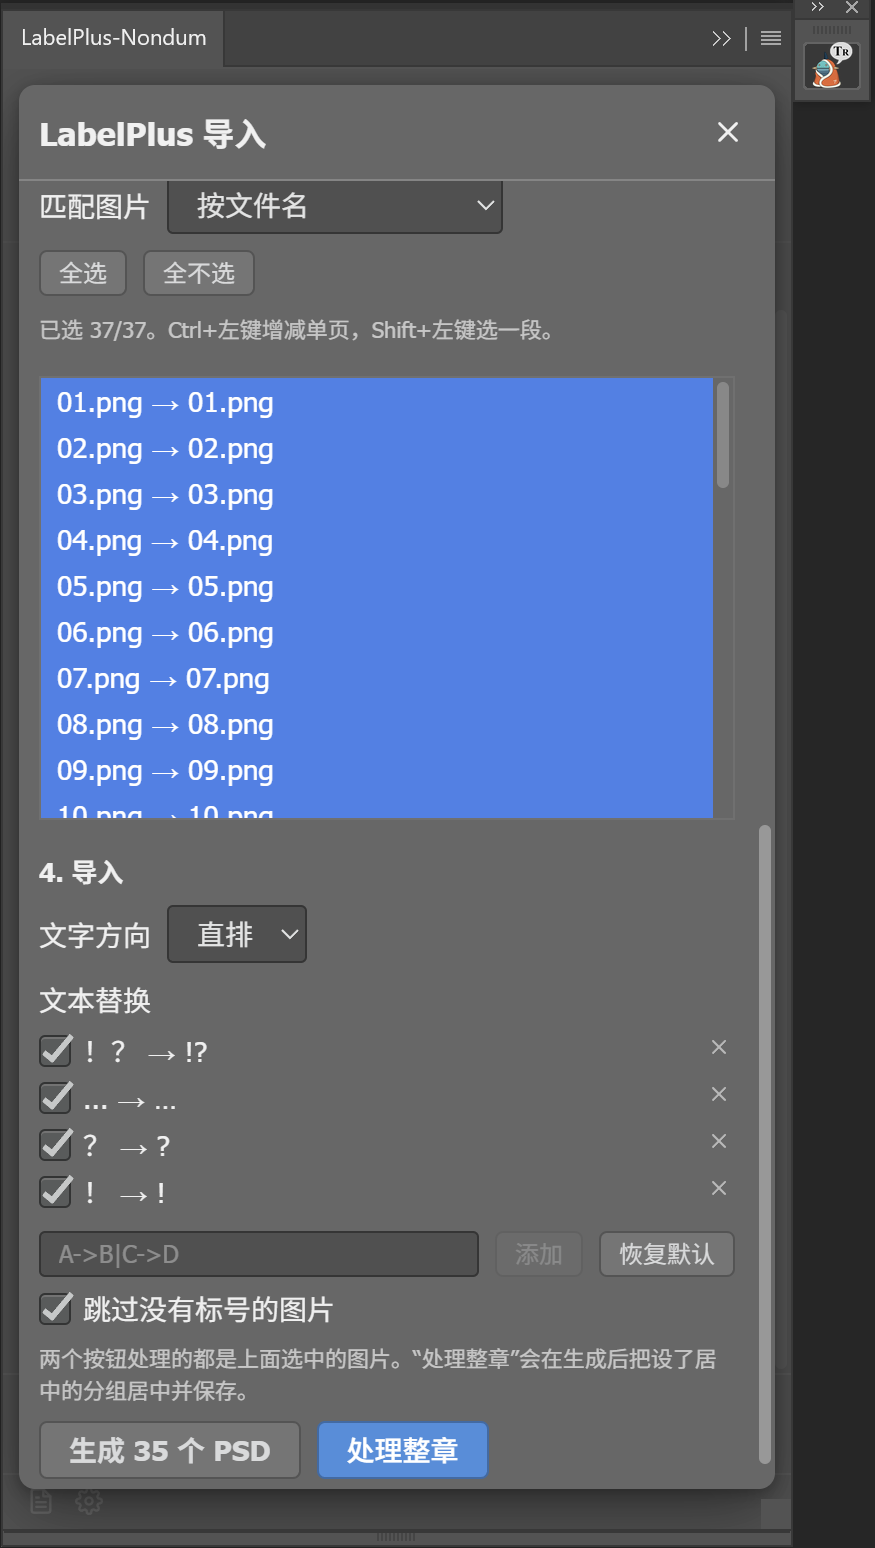 LabelPlus-Nondum
TR
LabelPlus 导入
匹配图片 按文件名
全选 全不选
已选 37/37。Ctrl+左键增减单页，Shift+左键选一段。
01.png → 01.png
02.png → 02.png
03.png → 03.png
04.png → 04.png
05.png → 05.png
06.png → 06.png
07.png → 07.png
08.png → 08.png
09.png → 09.png
10.png → 10.png
4. 导入
文字方向 直排
文本替换
！？ → !?
... → …
？ → ?
！ → !
A->B|C->D 添加 恢复默认
跳过没有标号的图片
两个按钮处理的都是上面选中的图片。“处理整章”会在生成后把设了居
中的分组居中并保存。
生成 35 个 PSD 处理整章